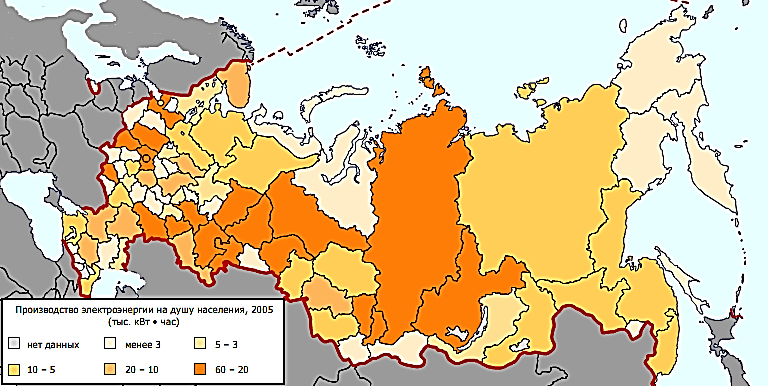 Производство электроэнергии на душу населения, 2005
(тыс. кВт • час)
нет данных менее 3 5 – 3
10 – 5 20 – 10 60 – 20